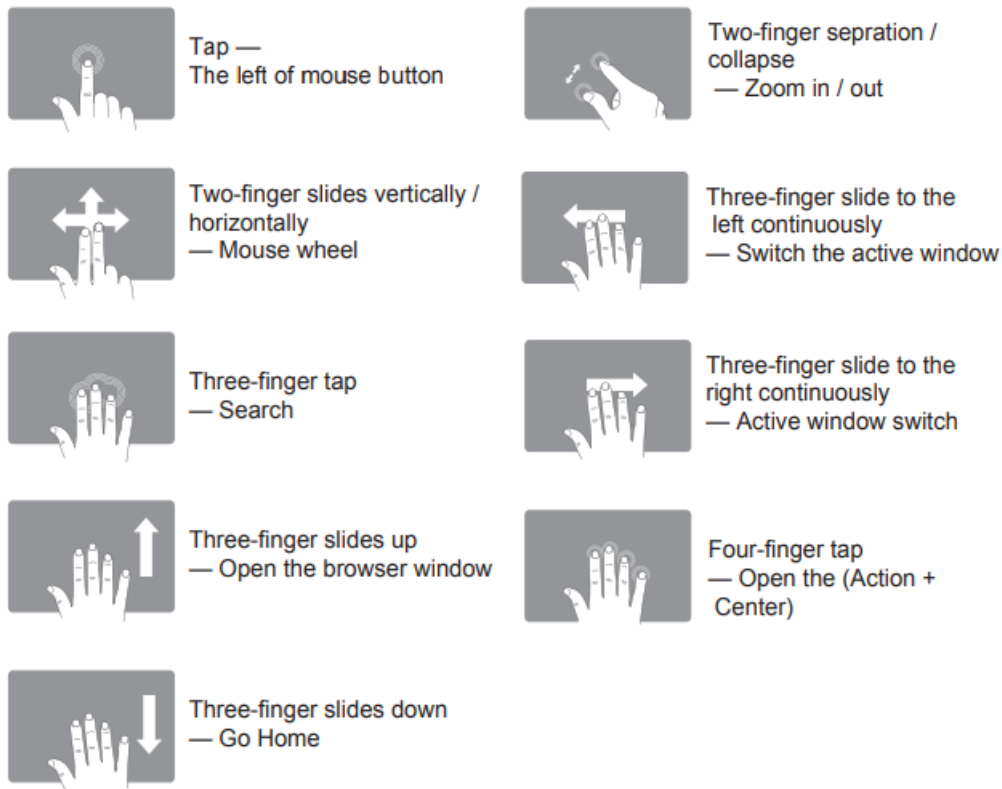 Tap —
The left of mouse button
Two-finger slides vertically /
horizontally
— Mouse wheel
Three-finger tap
— Search
Three-finger slides up
— Open the browser window
Three-finger slides down
— Go Home
Two-finger sepration /
collapse
— Zoom in / out
Three-finger slide to the
left continuously
— Switch the active window
Three-finger slide to the
right continuously
— Active window switch
Four-finger tap
— Open the (Action +
Center)